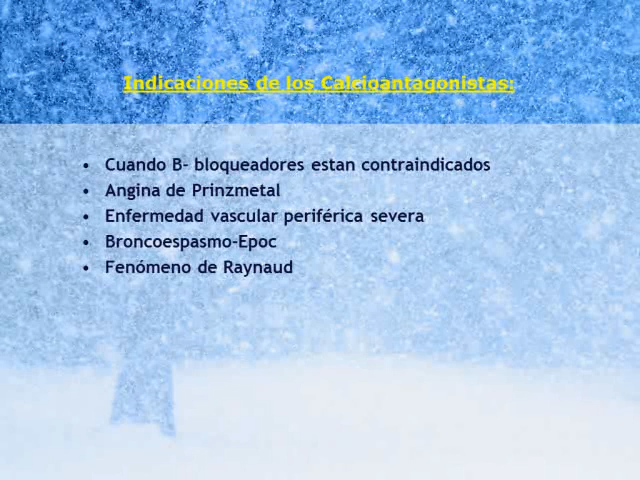 Indicaciones de los Calcioantagonistas:
• Cuando B- bloqueadores estan contraindicados
• Angina de Prinzmetal
• Enfermedad vascular periférica severa
• Broncoespasmo-Epoc
• Fenómeno de Raynaud